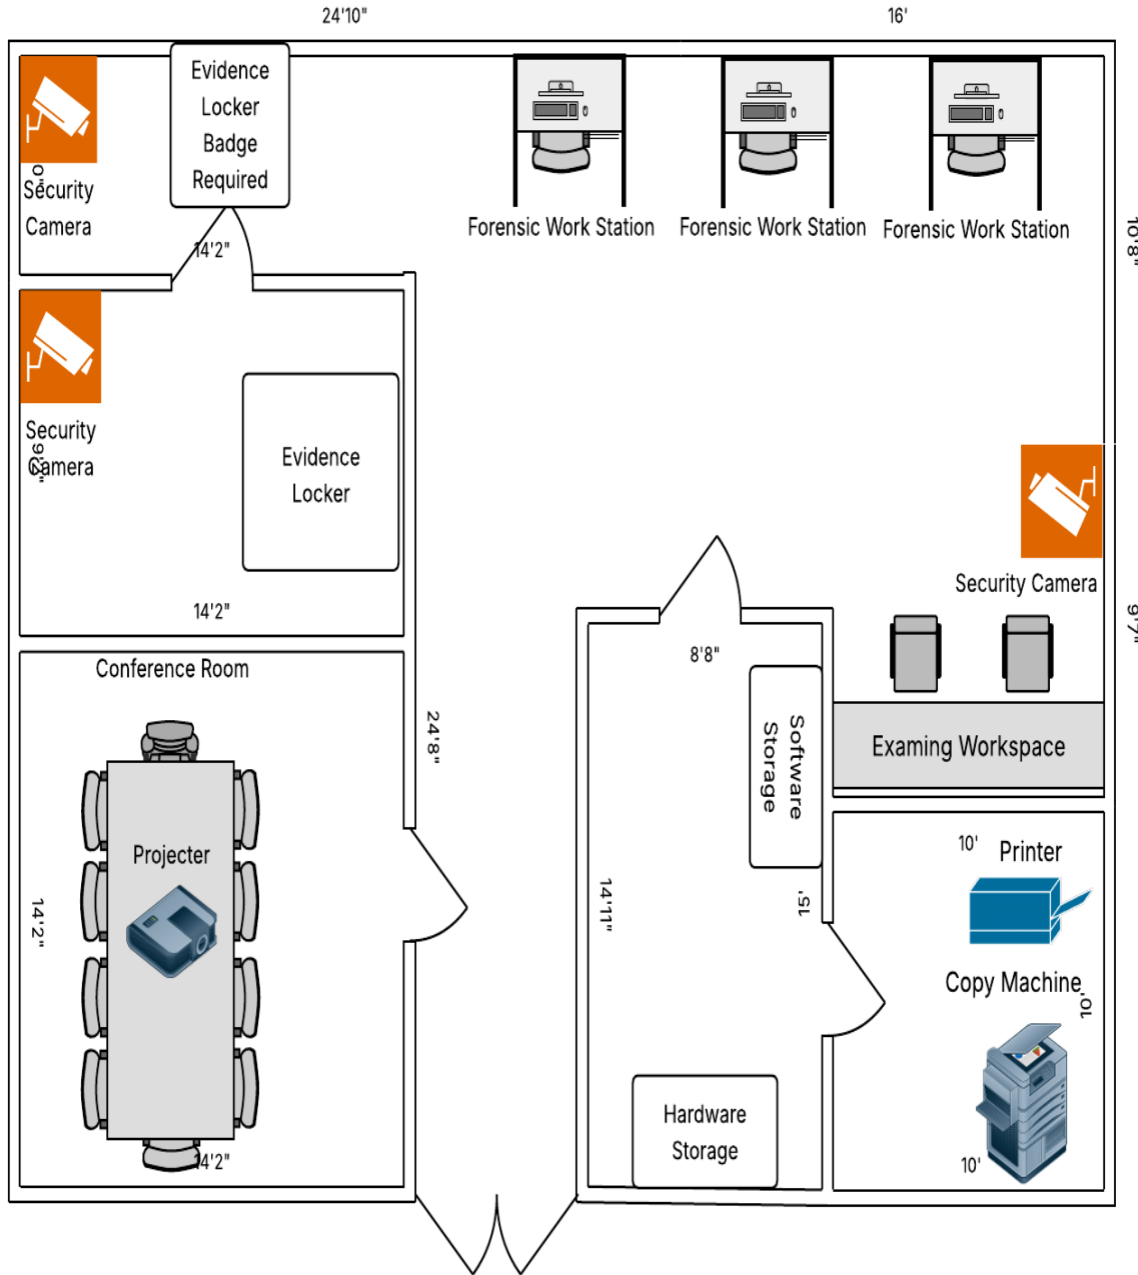 24'10"
16'
Evidence
Locker
Badge
Required
Security
Camera
14'2"
Forensic Work Station
Forensic Work Station
Forensic Work Station
10'8"
Security
Camera
9'2"
Evidence
Locker
14'2"
Security Camera
9'7"
8'8"
Conference Room
24'8"
Software
Storage
Examing Workspace
Projecter
14'2"
14'11"
15'
10'
Printer
Copy Machine
10'
Hardware
Storage
14'2"
10'